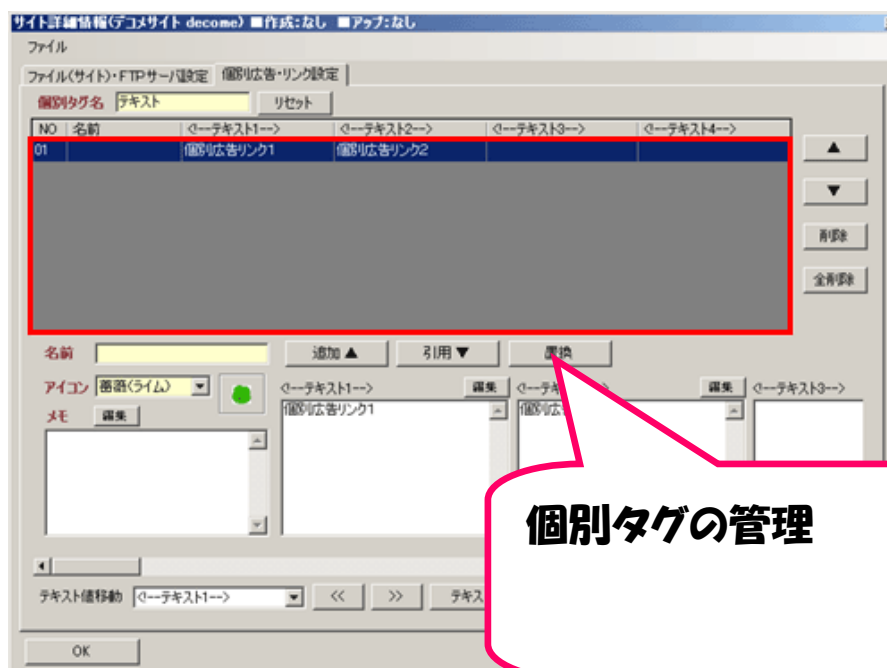 サイト詳細情報(デコメサイト decome) ■作成:なし ■アップ:なし
ファイル
ファイル(サイト)・FTPサーバ設定 個別広告・リンク設定
個別タグ名 テキスト リセット
NO 名前 <!--テキスト1--> <!--テキスト2--> <!--テキスト3--> <!--テキスト4-->
01 個別広告リンク1 個別広告リンク2
▲
▼
削除
全削除
名前 追加▲ 引用▼ 置換
アイコン 薔薇(ライム) <!--テキスト1--> 編集 <!--テキ 編集 <!--テキスト3-->
メモ 編集 個別広告リンク1 個別広
個別タグの管理
テキスト値移動 <!--テキスト1--> << >> テキス
OK